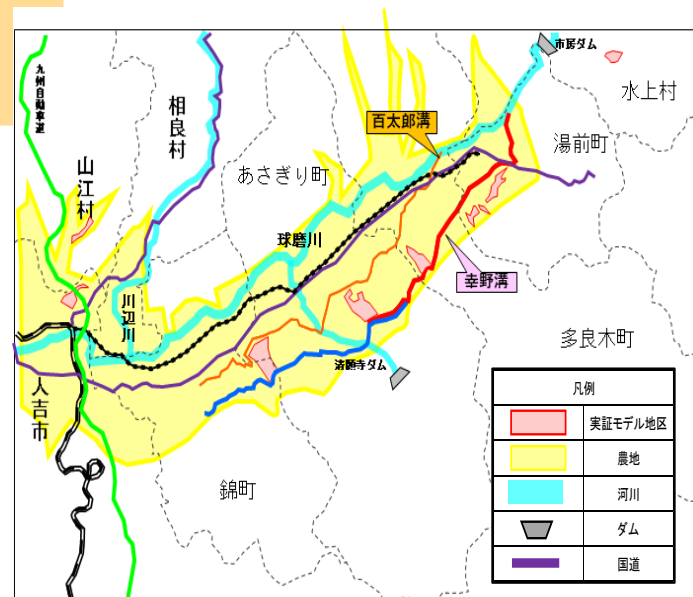 市房ダム
水上村
九州自動車道
相良村
百太郎溝
湯前町
山江村
あさぎり町
球磨川
幸野溝
川辺川
多良木町
清願寺ダム
人吉市
錦町
凡例
実証モデル地区
農地
河川
ダム
国道